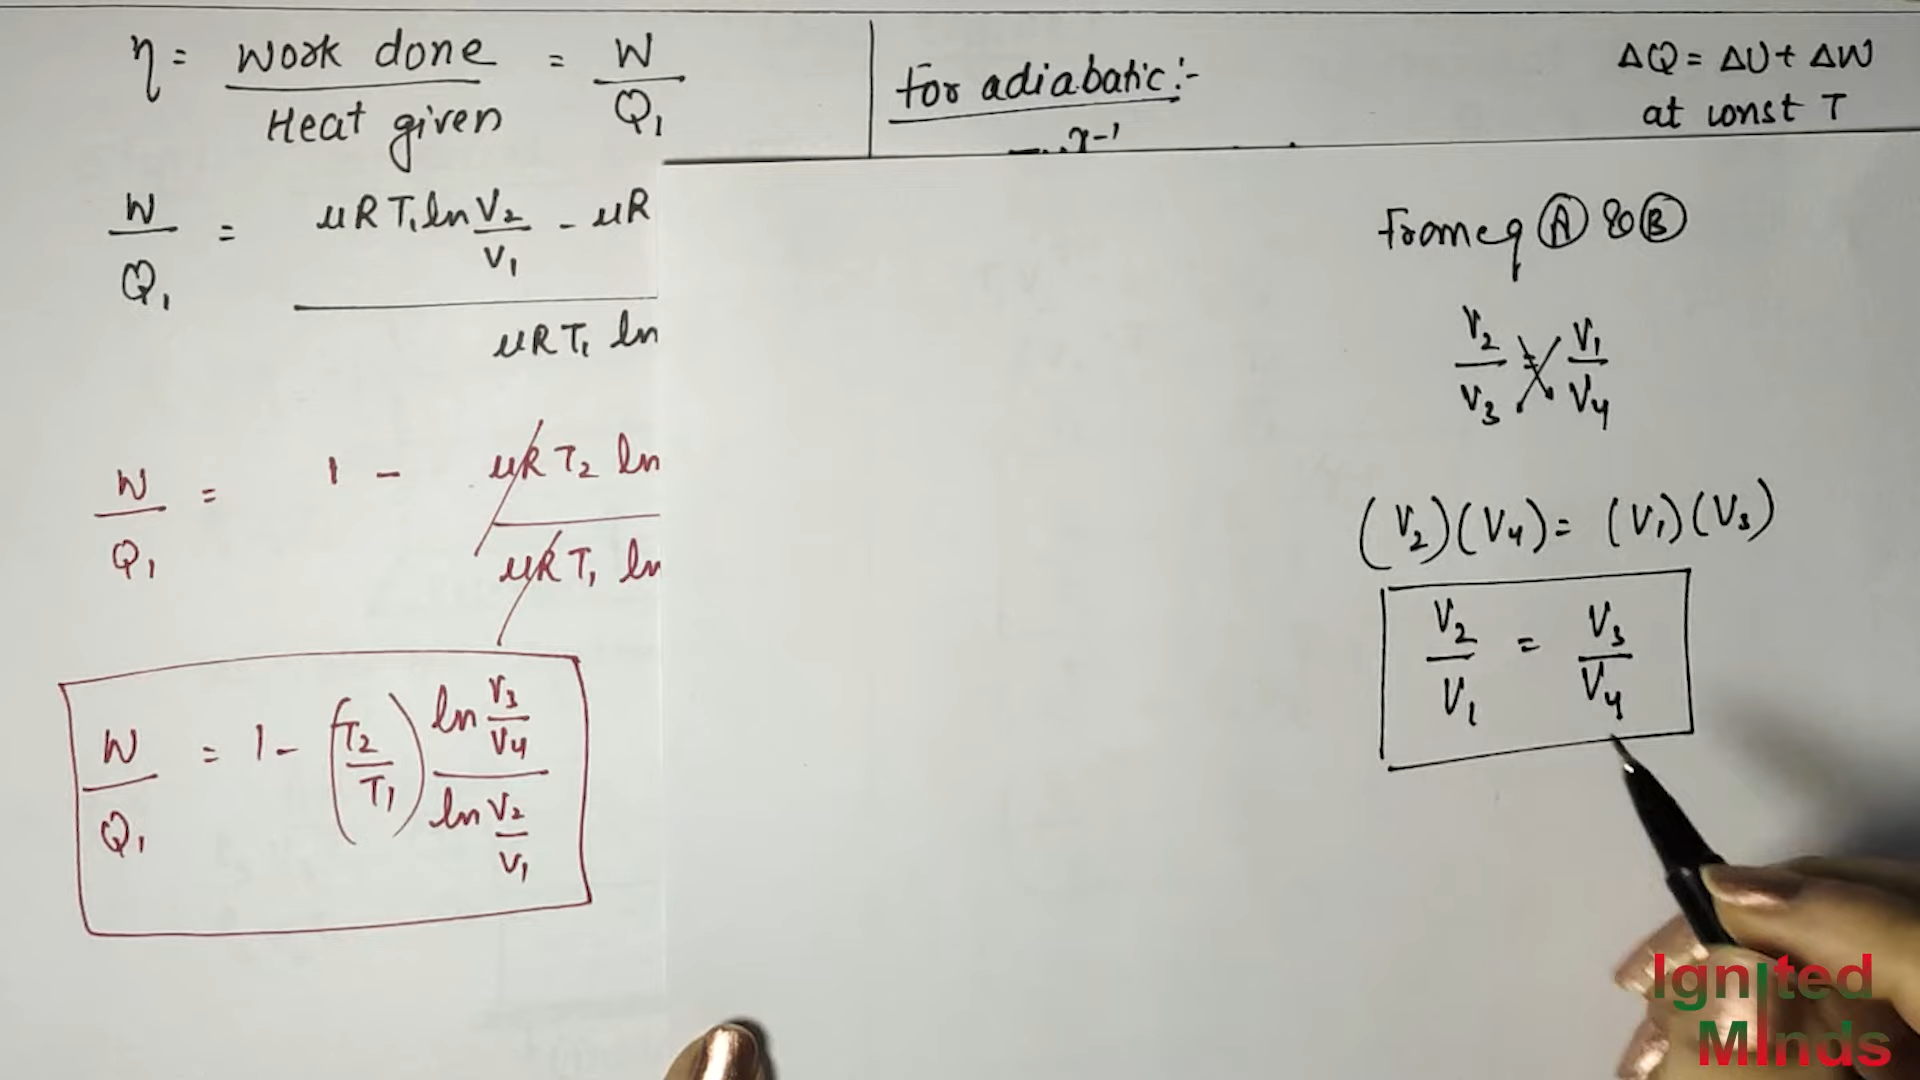 η = Work done / Heat given = W / Q₁
W / Q₁ = μRT₁ ln V₂ / V₁ - μR
μRT₁ ln
W / Q₁ = 1 - μRT₂ ln
μRT₁ ln
W / Q₁ = 1 - (T₂ / T₁) ln V₃ / V₄
ln V₂ / V₁
For adiabatic :-
ΔQ = ΔU + ΔW
at const T
From eq Ⓐ & Ⓑ
V₂ / V₃ = V₁ / V₄
(V₂)(V₄) = (V₁)(V₃)
V₂ / V₁ = V₃ / V₄
Ignited
Minds